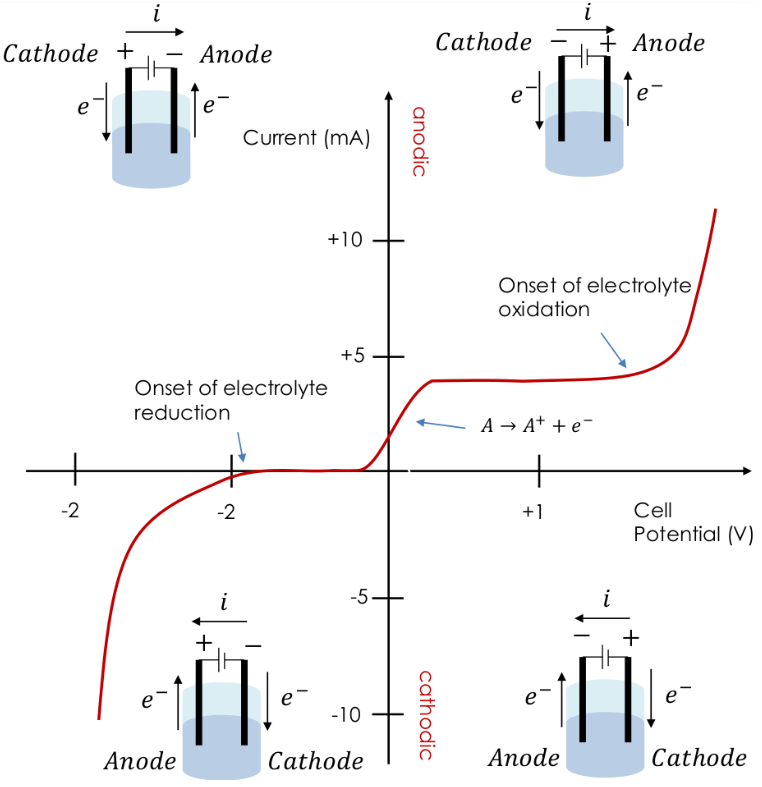 i
Cathode + − Anode
e⁻ e⁻
i
Cathode − + Anode
e⁻ e⁻
Current (mA)
anodic
+10
Onset of electrolyte
oxidation
+5
Onset of electrolyte
reduction
A → A⁺ + e⁻
-2
-2
+1
Cell
Potential (V)
-5
i
+ −
e⁻ e⁻
Anode Cathode
cathodic
-10
i
− +
e⁻ e⁻
Anode Cathode